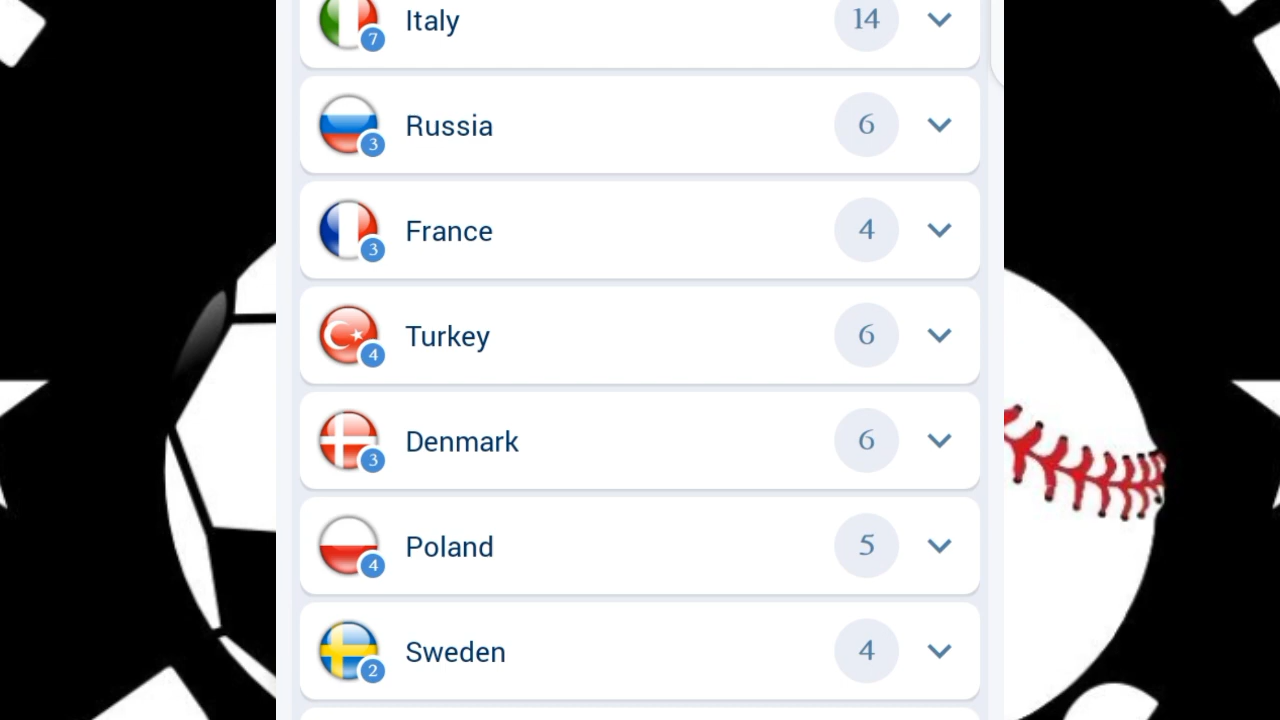 Italy 14
7
Russia 6
3
France 4
3
Turkey 6
4
Denmark 6
3
Poland 5
4
Sweden 4
2